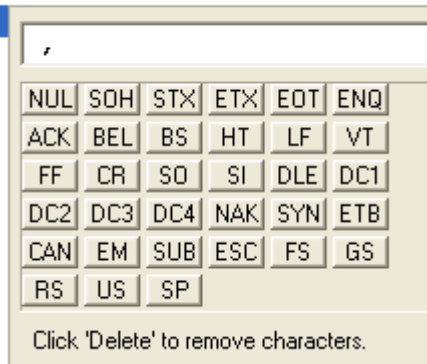 ,
NUL SOH STX ETX EOT ENQ
ACK BEL BS HT LF VT
FF CR SO SI DLE DC1
DC2 DC3 DC4 NAK SYN ETB
CAN EM SUB ESC FS GS
RS US SP
Click 'Delete' to remove characters.